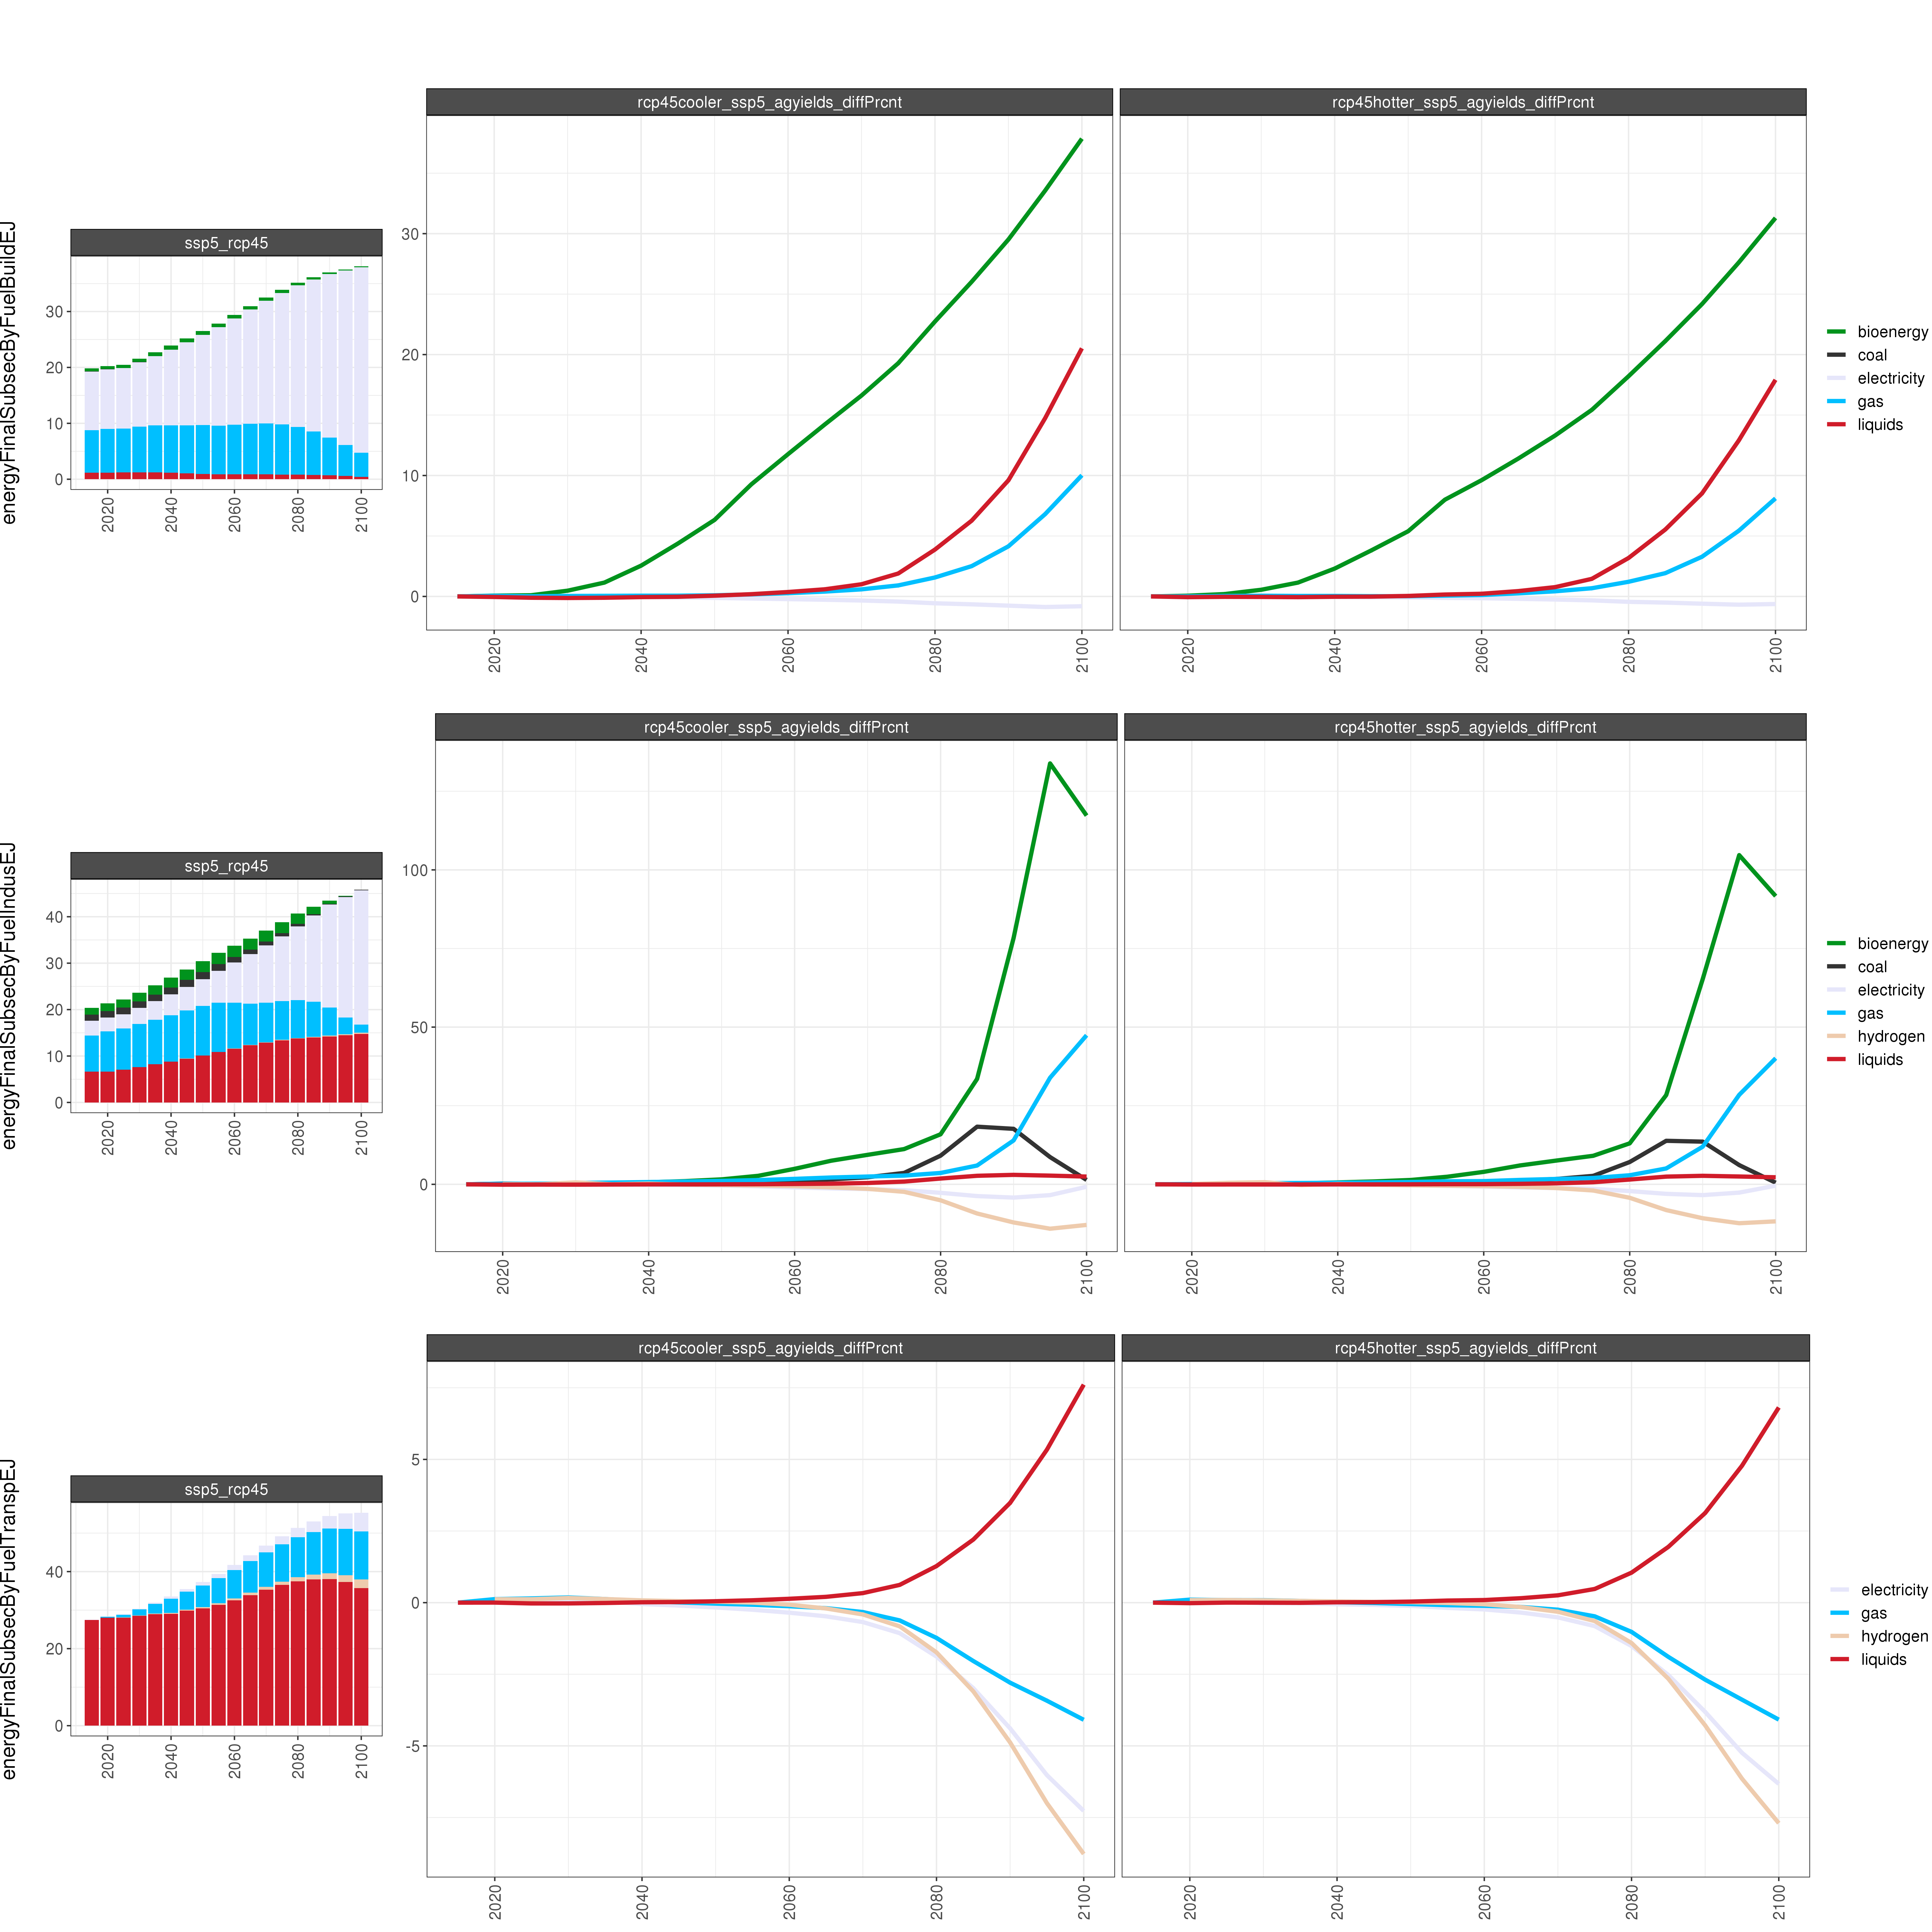 energyFinalSubsecByFuelBuildEJ
ssp5_rcp45
30
20
10
0
2020 2040 2060 2080 2100
rcp45cooler_ssp5_agyields_diffPrcnt
rcp45hotter_ssp5_agyields_diffPrcnt
30
20
10
0
2020 2040 2060 2080 2100
2020 2040 2060 2080 2100
bioenergy
coal
electricity
gas
liquids
energyFinalSubsecByFuelIndusEJ
ssp5_rcp45
40
30
20
10
0
2020 2040 2060 2080 2100
rcp45cooler_ssp5_agyields_diffPrcnt
rcp45hotter_ssp5_agyields_diffPrcnt
100
50
0
2020 2040 2060 2080 2100
2020 2040 2060 2080 2100
bioenergy
coal
electricity
gas
hydrogen
liquids
energyFinalSubsecByFuelTranspEJ
ssp5_rcp45
40
20
0
2020 2040 2060 2080 2100
rcp45cooler_ssp5_agyields_diffPrcnt
rcp45hotter_ssp5_agyields_diffPrcnt
5
0
-5
2020 2040 2060 2080 2100
2020 2040 2060 2080 2100
electricity
gas
hydrogen
liquids